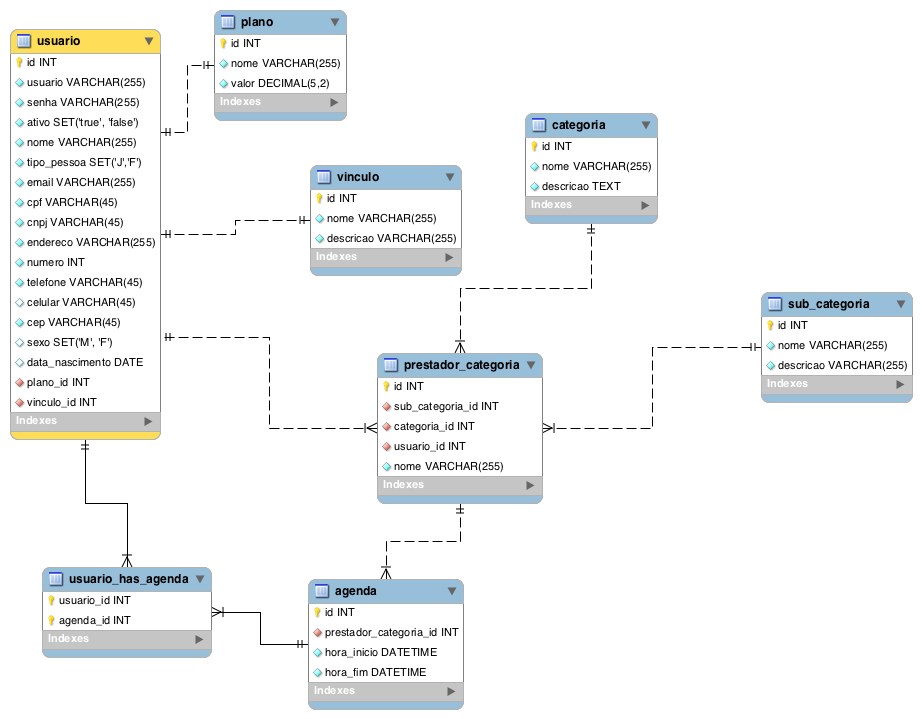 plano
id INT
nome VARCHAR(255)
valor DECIMAL(5,2)
Indexes
usuario
id INT
usuario VARCHAR(255)
senha VARCHAR(255)
ativo SET('true', 'false')
nome VARCHAR(255)
tipo_pessoa SET('J','F')
email VARCHAR(255)
cpf VARCHAR(45)
cnpj VARCHAR(45)
endereco VARCHAR(255)
numero INT
telefone VARCHAR(45)
celular VARCHAR(45)
cep VARCHAR(45)
sexo SET('M', 'F')
data_nascimento DATE
plano_id INT
vinculo_id INT
Indexes
categoria
id INT
nome VARCHAR(255)
descricao TEXT
Indexes
vinculo
id INT
nome VARCHAR(255)
descricao VARCHAR(255)
Indexes
sub_categoria
id INT
nome VARCHAR(255)
descricao VARCHAR(255)
Indexes
prestador_categoria
id INT
sub_categoria_id INT
categoria_id INT
usuario_id INT
nome VARCHAR(255)
Indexes
usuario_has_agenda
usuario_id INT
agenda_id INT
Indexes
agenda
id INT
prestador_categoria_id INT
hora_inicio DATETIME
hora_fim DATETIME
Indexes